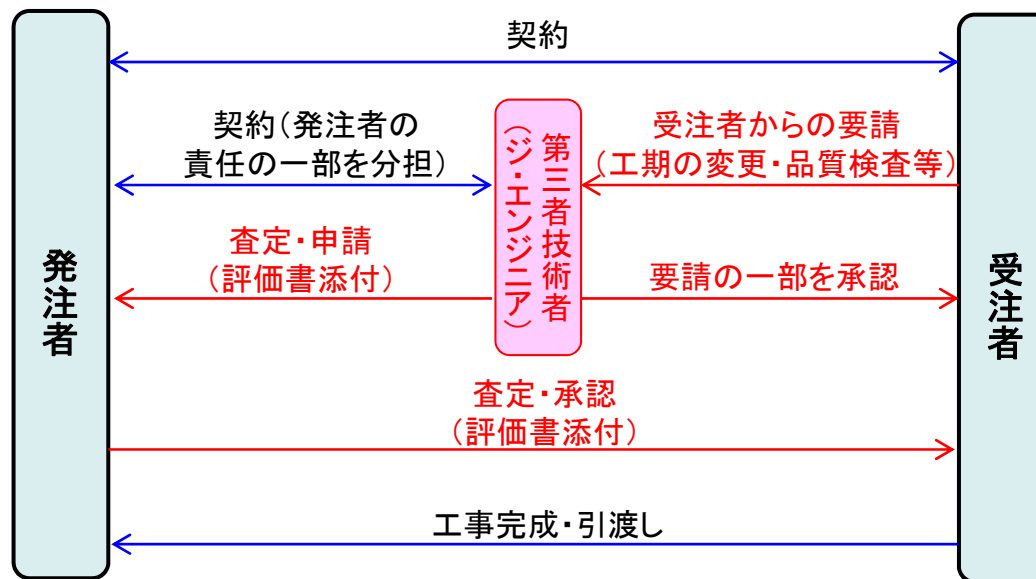 契約
契約（発注者の
責任の一部を分担）
受注者からの要請
（工期の変更・品質検査等）
第三者技術者
（ジ・エンジニア）
査定・申請
（評価書添付）
要請の一部を承認
発注者
受注者
査定・承認
（評価書添付）
工事完成・引渡し